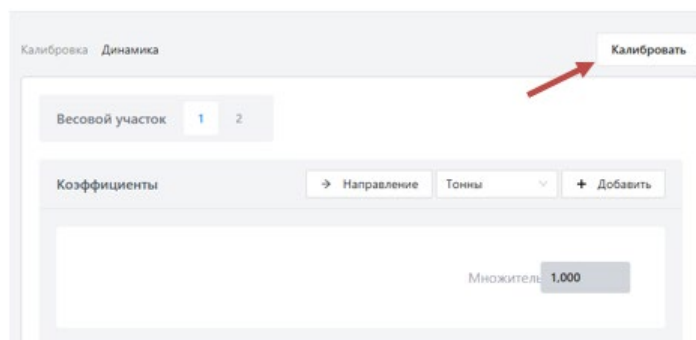 Калибровка Динамика Калибровать
Весовой участок 1 2
Коэффициенты → Направление Тонны + Добавить
Множитель 1,000